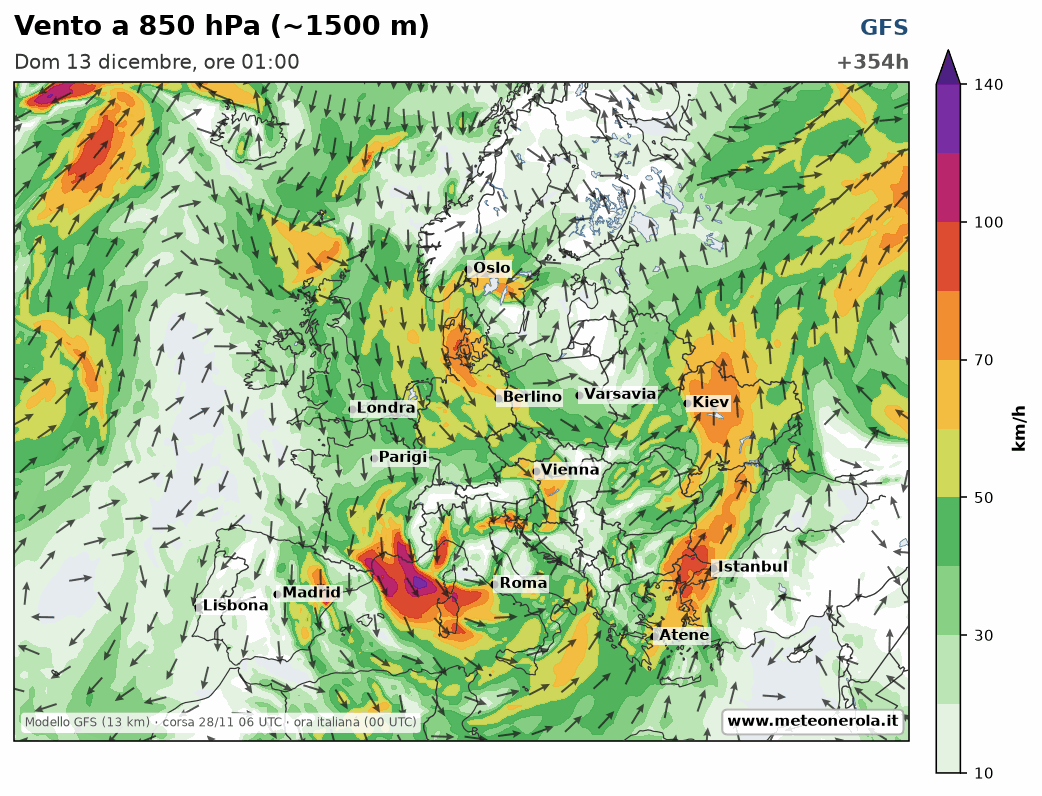 Vento a 850 hPa (~1500 m)
GFS
Dom 13 dicembre, ore 01:00
+354h
140
100
70
50
30
10
km/h
Oslo
Londra
Berlino
Varsavia
Kiev
Parigi
Vienna
Istanbul
Roma
Madrid
Lisbona
Atene
Modello GFS (13 km) · corsa 28/11 06 UTC · ora italiana (00 UTC)
www.meteonerola.it